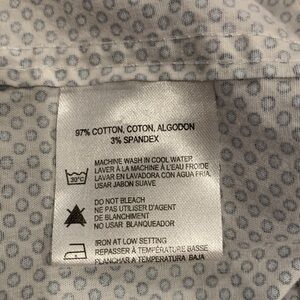 97% COTTON, COTON, ALGODON
3% SPANDEX
MACHINE WASH IN COOL WATER
LAVER À LA MACHINE À L'EAU FROIDE
LAVAR EN LAVADORA CON AGUA FRIA,
USAR JABON SUAVE
30°C
DO NOT BLEACH
NE PAS UTILISER D'AGENT
DE BLANCHIMENT
NO USAR BLANQUEADOR
IRON AT LOW SETTING
REPASSER À TEMPÉRATURE BASSE
PLANCHAR A TEMPERATURA BAJA